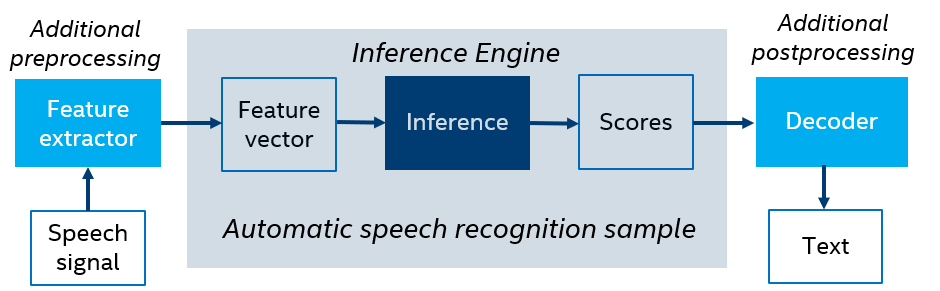 Additional
preprocessing
Feature
extractor
Speech
signal
Inference Engine
Feature
vector
Inference
Scores
Automatic speech recognition sample
Additional
postprocessing
Decoder
Text